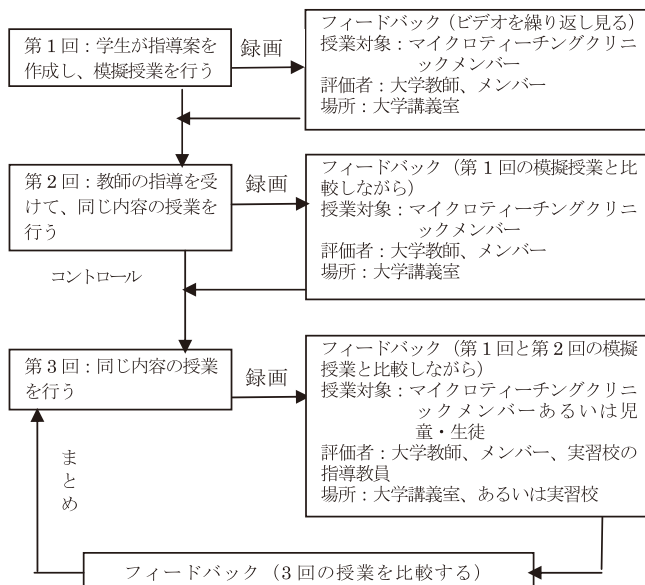 第1回：学生が指導案を
作成し、模擬授業を行う
録画
フィードバック（ビデオを繰り返し見る）
授業対象：マイクロティーチングクリニ
ックメンバー
評価者：大学教師、メンバー
場所：大学講義室
第2回：教師の指導を受
けて、同じ内容の授業を
行う
録画
フィードバック（第1回の模擬授業と比
較しながら）
授業対象：マイクロティーチングクリニ
ックメンバー
評価者：大学教師、メンバー
場所：大学講義室
コントロール
第3回：同じ内容の授業
を行う
録画
フィードバック（第1回と第2回の模擬
授業と比較しながら）
授業対象：マイクロティーチングクリニ
ックメンバーあるいは児
童・生徒
評価者：大学教師、メンバー、実習校の
指導教員
場所：大学講義室、あるいは実習校
まとめ
フィードバック（3回の授業を比較する）